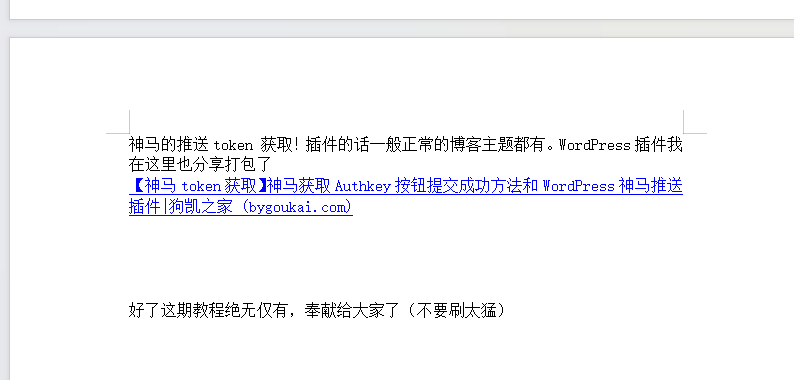 神马的推送 token 获取！插件的话一般正常的博客主题都有。WordPress 插件我
在这里也分享打包了
【神马 token 获取】神马获取 Authkey 按钮提交成功方法和 WordPress 神马推送
插件|狗凯之家 (bygoukai.com)
好了这期教程绝无仅有，奉献给大家了（不要刷太猛）